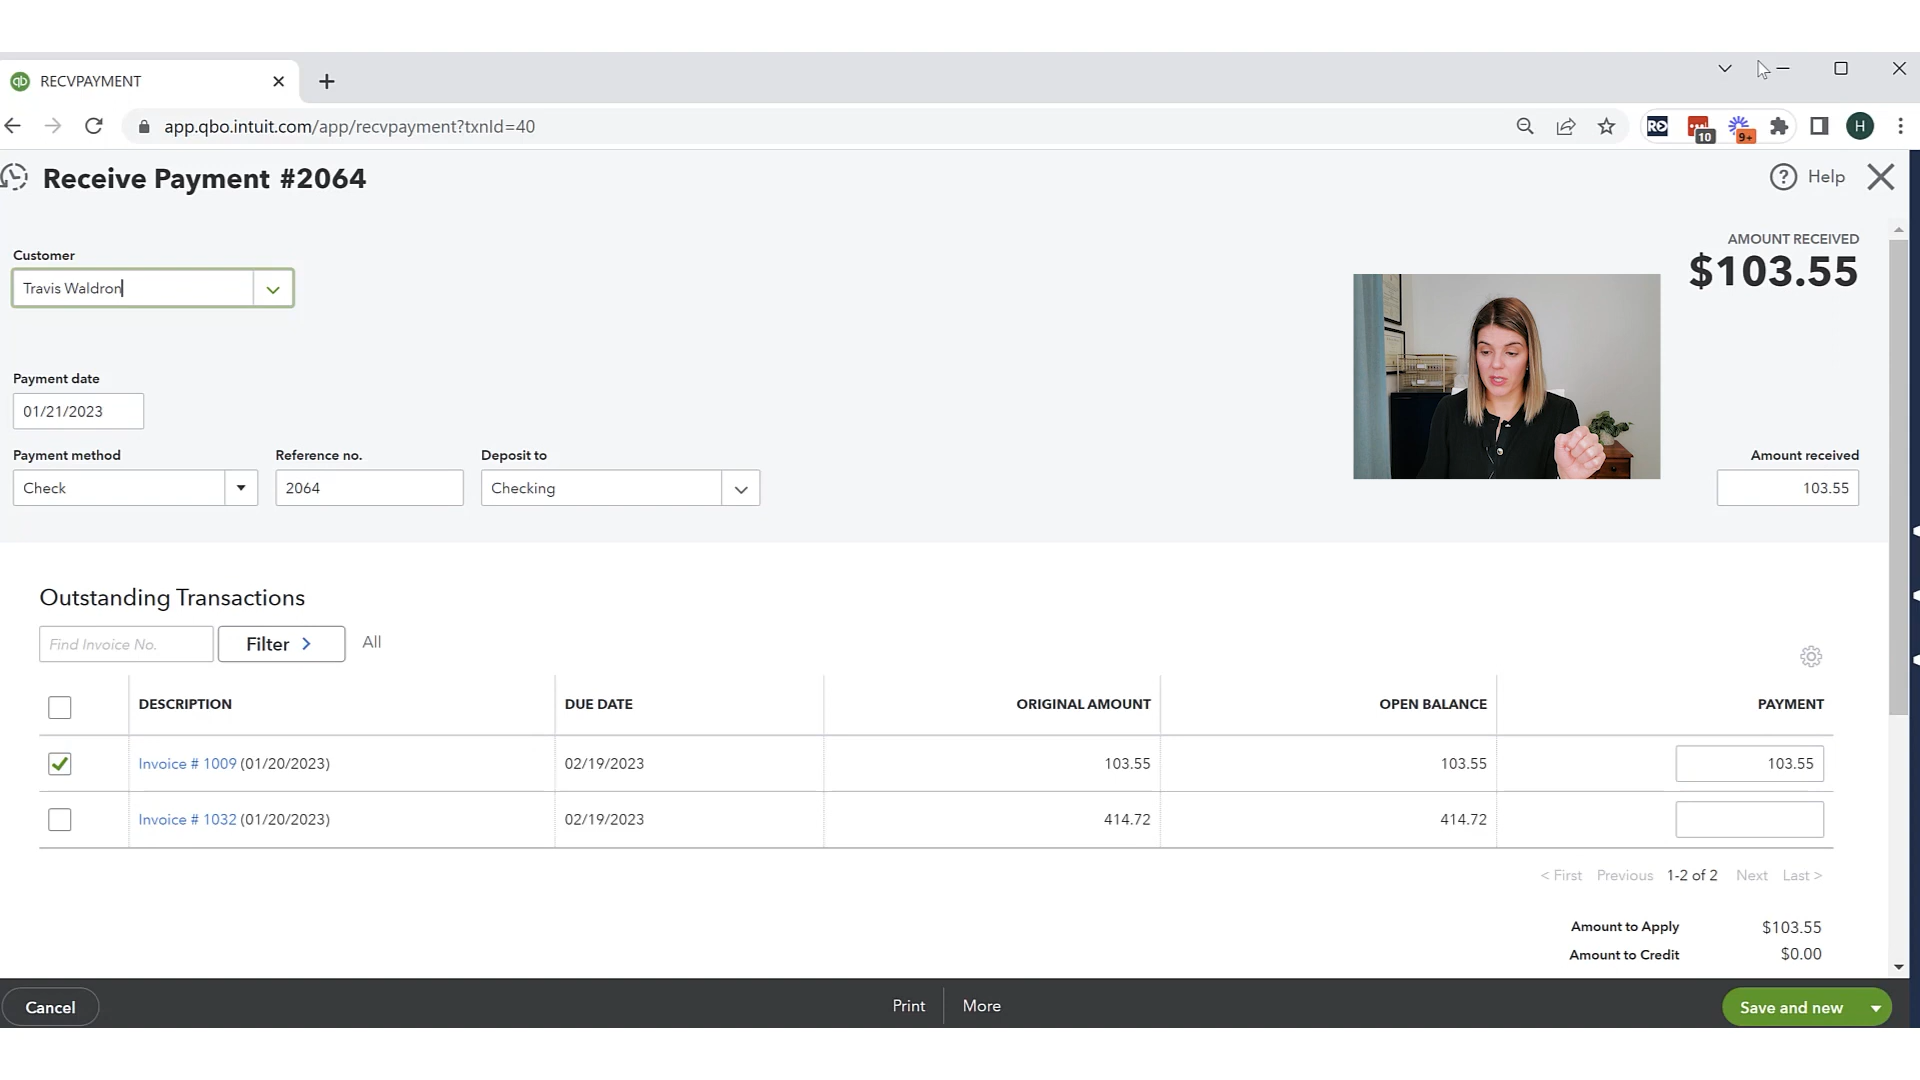 qb RECVPAYMENT
app.qbo.intuit.com/app/recvpayment?txnId=40
10
9+
H
Receive Payment #2064
? Help
Customer
Travis Waldron
AMOUNT RECEIVED
$103.55
Payment date
01/21/2023
Payment method
Reference no.
Deposit to
Amount received
Check
2064
Checking
103.55
Outstanding Transactions
Find Invoice No.
Filter >
All
DESCRIPTION
DUE DATE
ORIGINAL AMOUNT
OPEN BALANCE
PAYMENT
Invoice # 1009 (01/20/2023)
02/19/2023
103.55
103.55
103.55
Invoice # 1032 (01/20/2023)
02/19/2023
414.72
414.72
< First Previous 1-2 of 2 Next Last >
Amount to Apply $103.55
Amount to Credit $0.00
Cancel
Print
More
Save and new